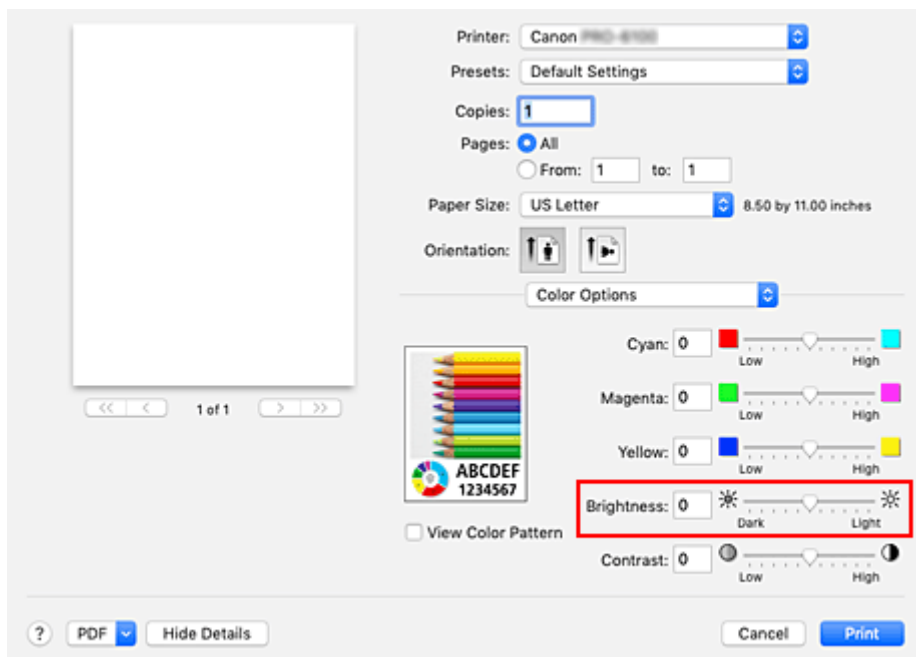 Printer: Canon
Presets: Default Settings
Copies: 1
Pages: All
From: 1 to: 1
Paper Size: US Letter 8.50 by 11.00 inches
Orientation:
Color Options
Cyan: 0
Low High
Magenta: 0
Low High
Yellow: 0
Low High
Brightness: 0
Dark Light
Contrast: 0
Low High
ABCDEF
1234567
View Color Pattern
<< < 1 of 1 > >>
? PDF Hide Details Cancel Print